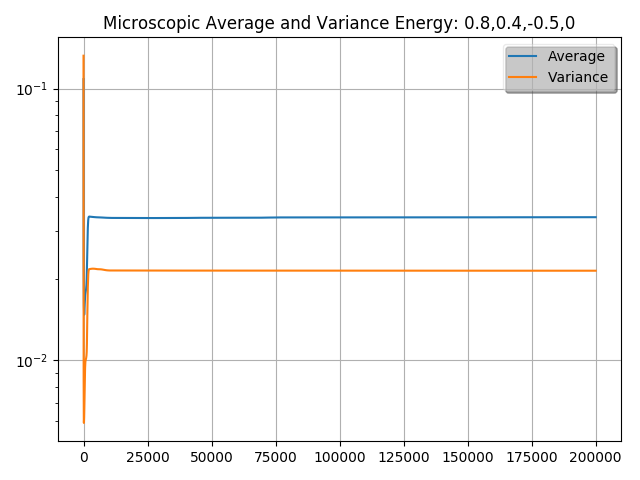 Microscopic Average and Variance Energy: 0.8,0.4,-0.5,0
Average
Variance
10⁻¹
10⁻²
0 25000 50000 75000 100000 125000 150000 175000 200000